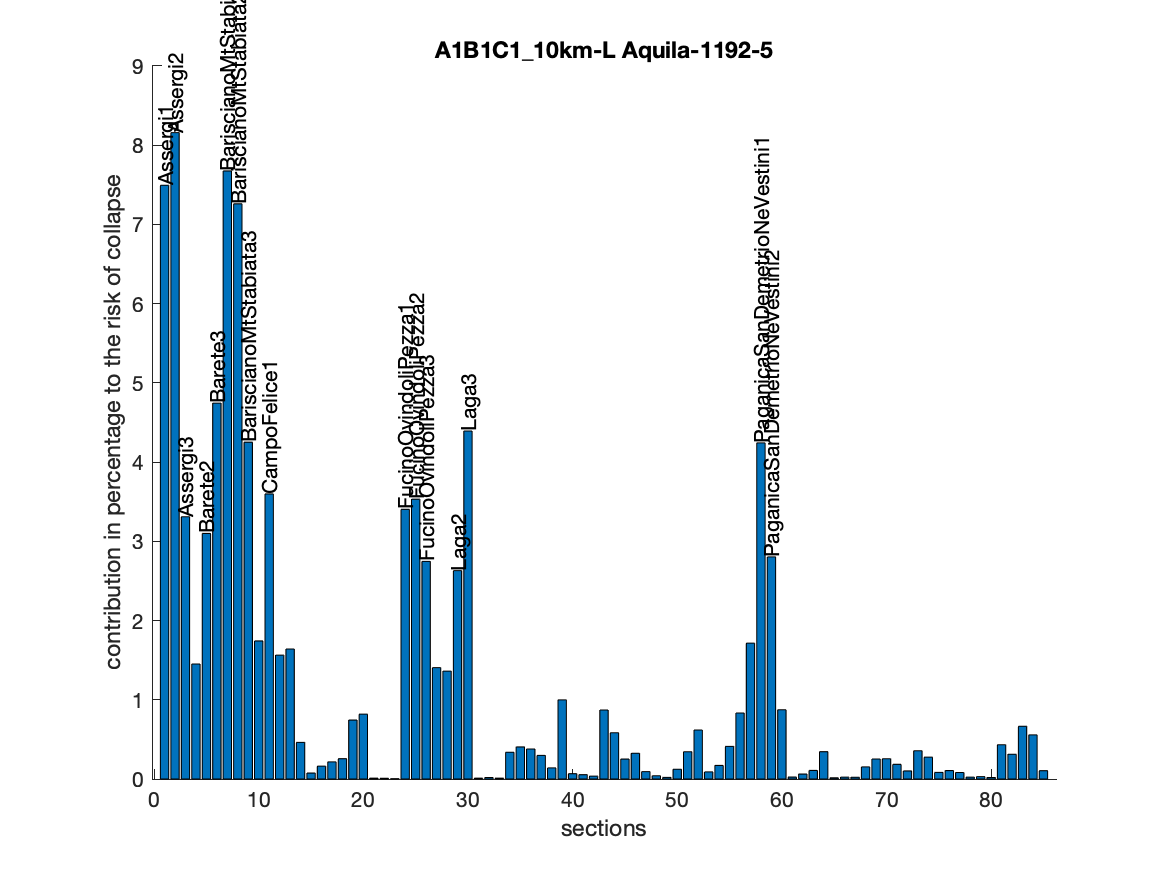 A1B1C1_10km-L Aquila-1192-5
contribution in percentage to the risk of collapse
9
8
7
6
5
4
3
2
1
0
Assergi1
Assergi2
Assergi3
Barete2
Barete3
BariscianoMtStabi
BariscianoMtStabiata
BariscianoMtStabiata3
CampoFelice1
FucinoOvindoliPezza1
FucinoOvindoliPezza2
FucinoOvindoliPezza3
Laga2
Laga3
PaganicaSanDemetrioNeVestini1
PaganicaSanDemetrioNeVestini2
0 10 20 30 40 50 60 70 80
sections